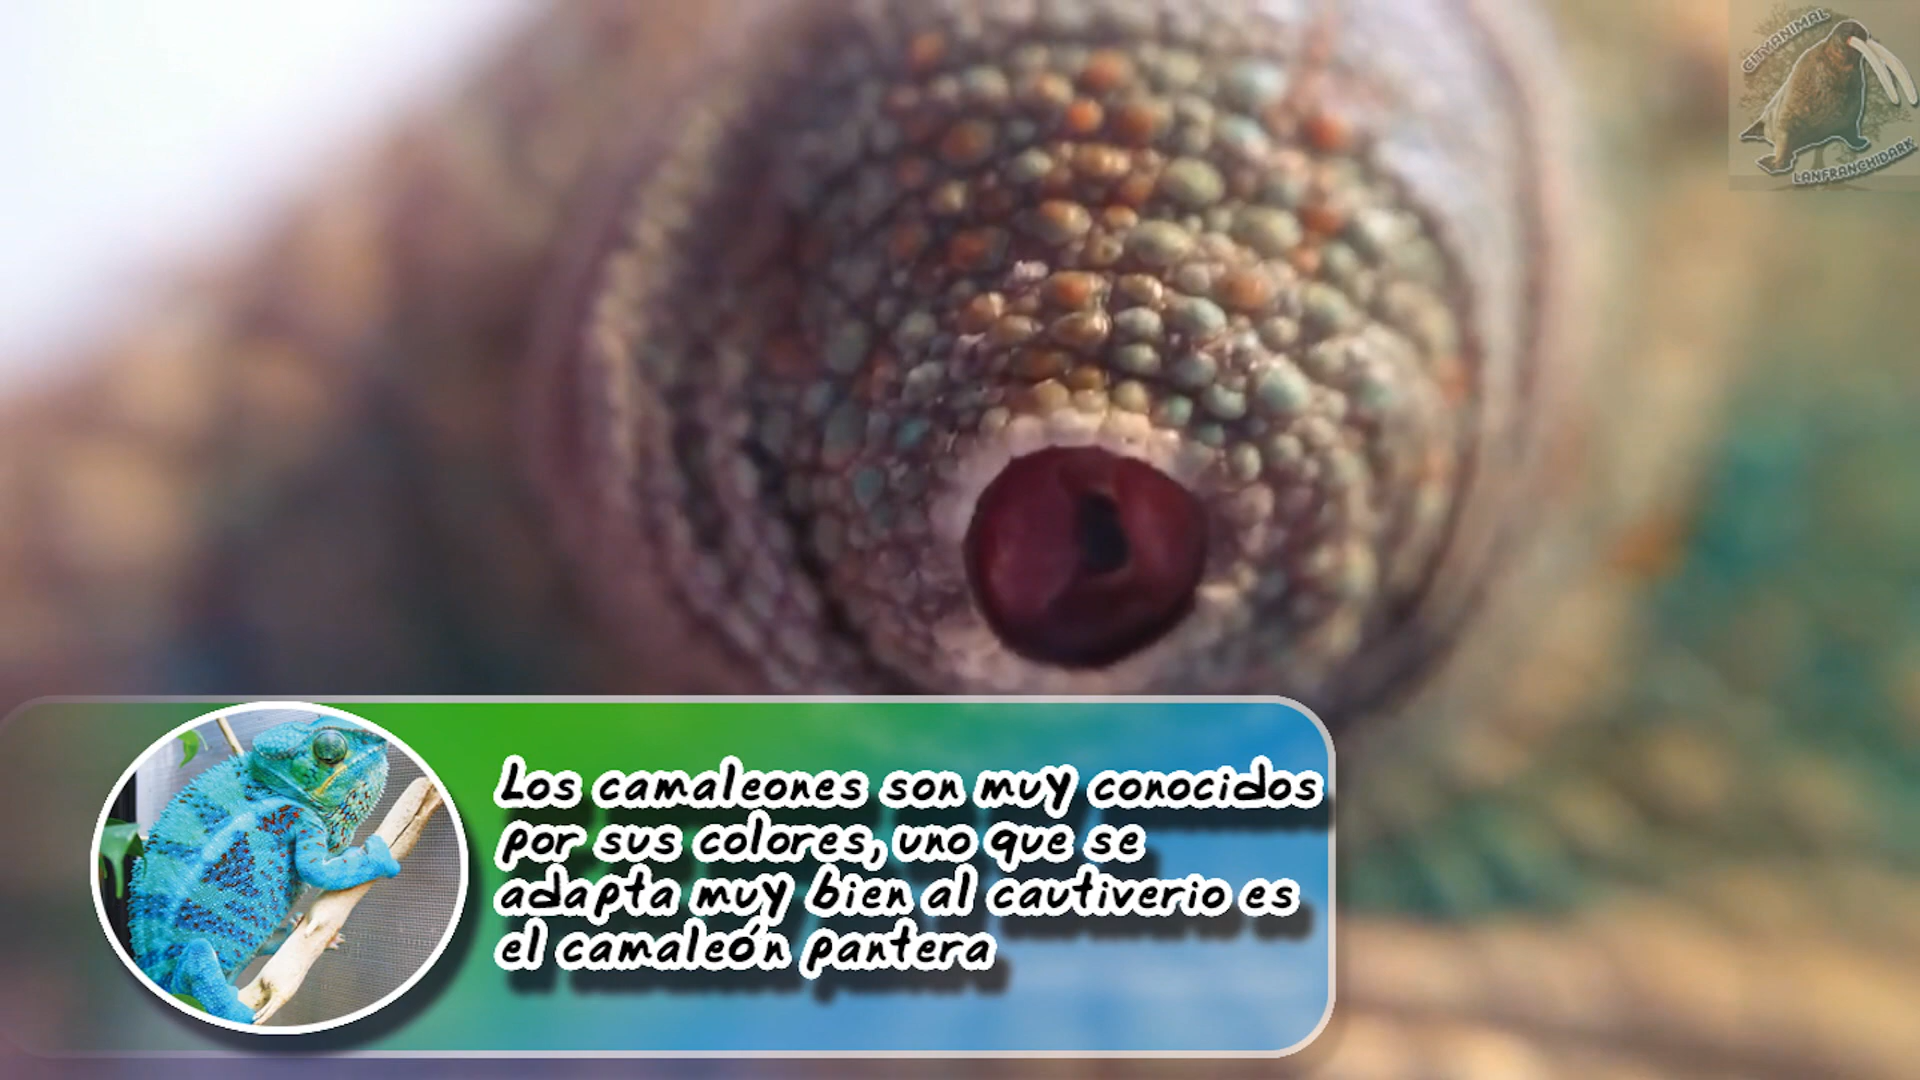 CITYANIMAL
LANFRANCHIDARK
Los camaleones son muy conocidos
por sus colores, uno que se
adapta muy bien al cautiverio es
el camaleón pantera